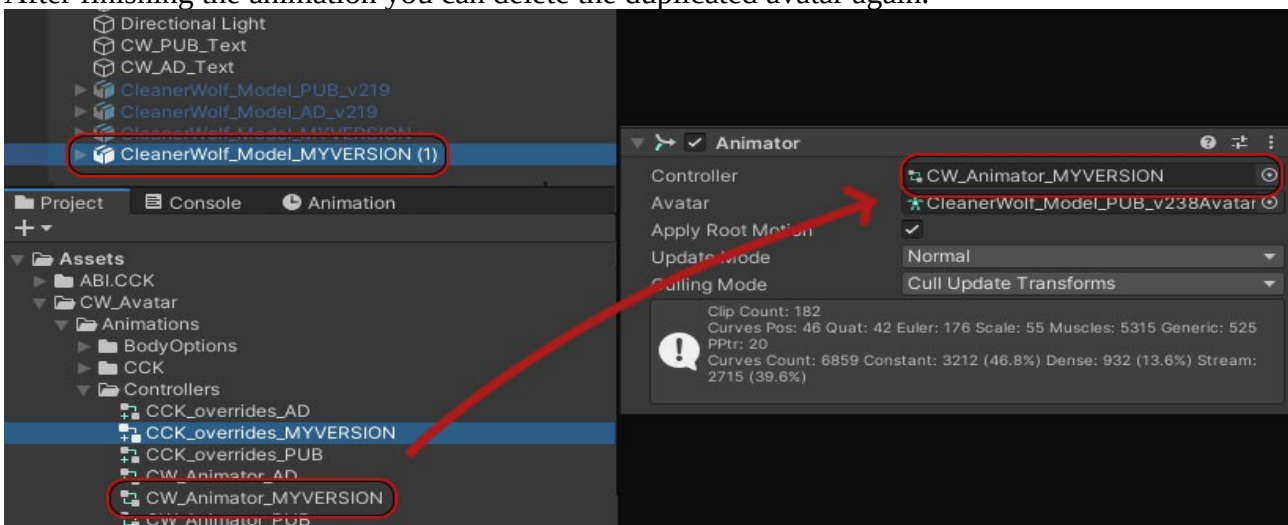 After finishing the animation you can delete the duplicated avatar again.
Directional Light
CW_PUB_Text
CW_AD_Text
CleanerWolf_Model_PUB_v219
CleanerWolf_Model_AD_v219
CleanerWolf_Model_MYVERSION
CleanerWolf_Model_MYVERSION (1)
Project Console Animation
Assets
ABI.CCK
CW_Avatar
Animations
BodyOptions
CCK
Controllers
CCK_overrides_AD
CCK_overrides_MYVERSION
CCK_overrides_PUB
CW_Animator_AD
CW_Animator_MYVERSION
CW_Animator_PUB
Animator
Controller CW_Animator_MYVERSION
Avatar CleanerWolf_Model_PUB_v238Avatar
Apply Root Motion
Update Mode Normal
Culling Mode Cull Update Transforms
Clip Count: 182
Curves Pos: 46 Quat: 42 Euler: 176 Scale: 55 Muscles: 5315 Generic: 525
PPtr: 20
Curves Count: 6859 Constant: 3212 (46.8%) Dense: 932 (13.6%) Stream:
2715 (39.6%)